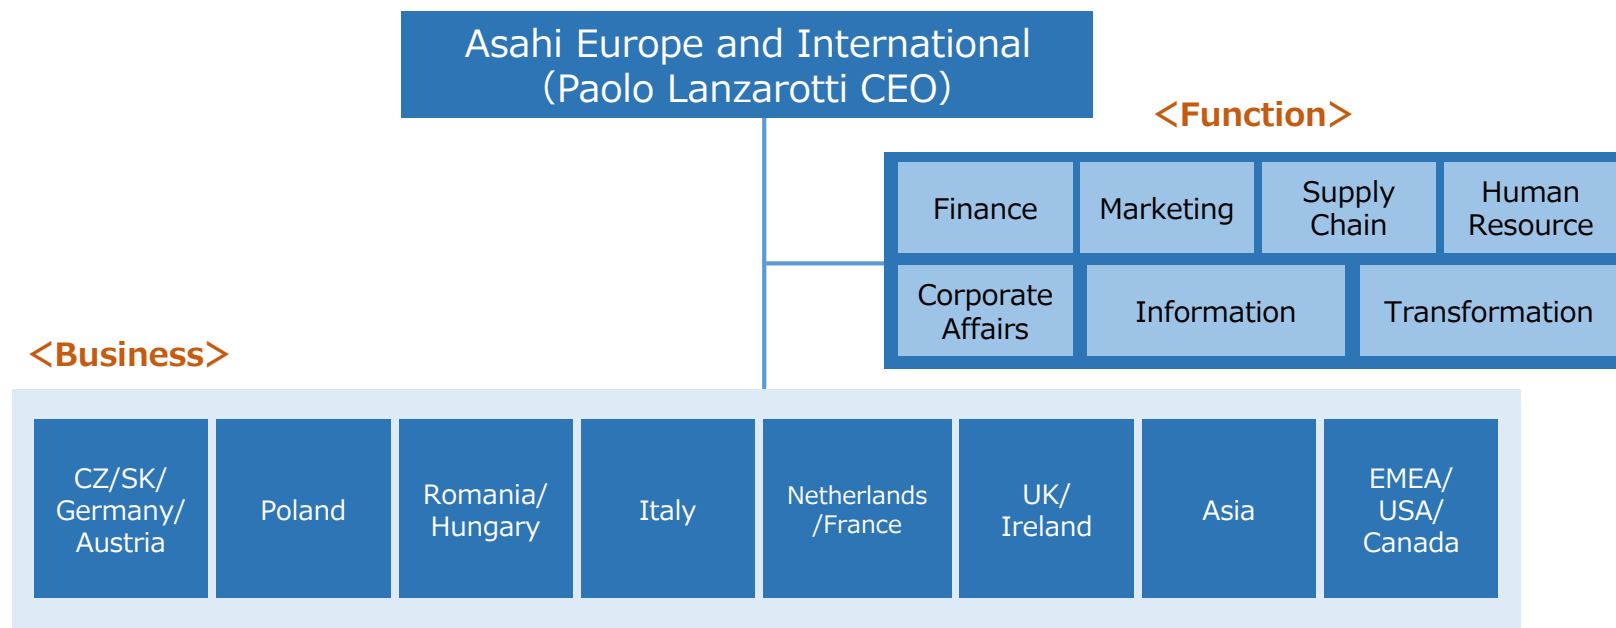 Asahi Europe and International
（Paolo Lanzarotti CEO）
＜Function＞
Finance
Marketing
Supply
Chain
Human
Resource
Corporate
Affairs
Information
Transformation
＜Business＞
CZ/SK/
Germany/
Austria
Poland
Romania/
Hungary
Italy
Netherlands
/France
UK/
Ireland
Asia
EMEA/
USA/
Canada